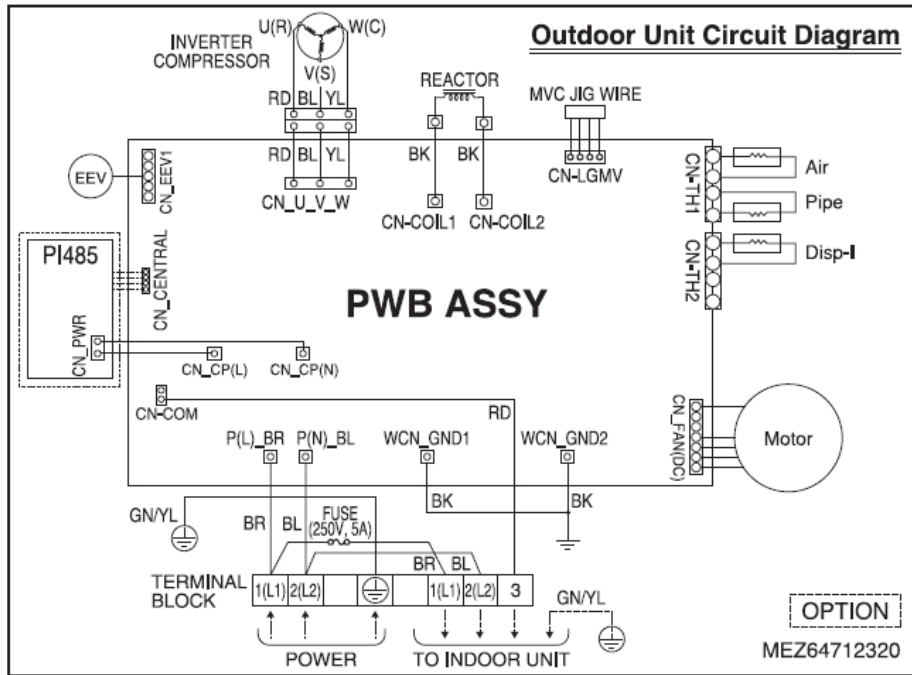 Outdoor Unit Circuit Diagram
U(R) W(C)
INVERTER
COMPRESSOR
V(S)
REACTOR
MVC JIG WIRE
RD BL YL
RD BL YL
BK BK
CN_U_V_W
CN-COIL1 CN-COIL2
CN-LGMV
EEV
CN_EEV1
CN-TH1
Air
Pipe
CN-TH2
Disp-I
PI485
CN_CENTRAL
CN_PWR
PWB ASSY
CN_CP(L) CN_CP(N)
CN-COM
RD
P(L)_BR P(N)_BL WCN_GND1 WCN_GND2
CN_FAN(DC)
Motor
GN/YL
BR BL
FUSE
(250V, 5A)
BK BK
BR BL
TERMINAL
BLOCK
1(L1) 2(L2) 1(L1) 2(L2) 3
GN/YL
POWER TO INDOOR UNIT
OPTION
MEZ64712320